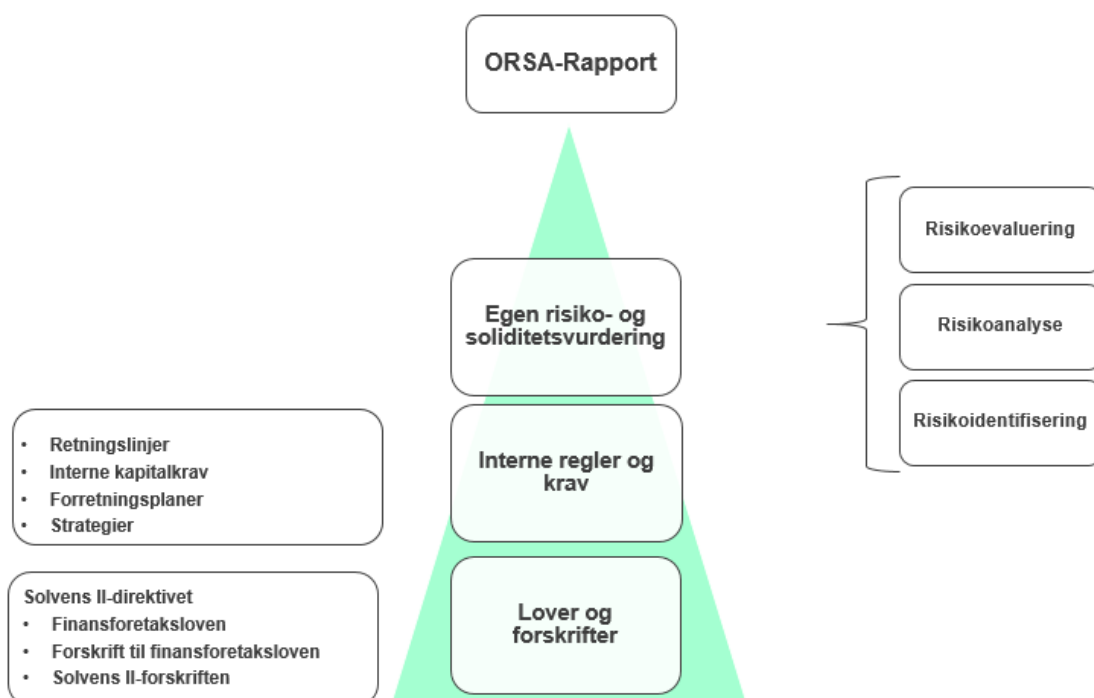 ORSA-Rapport
Egen risiko- og
soliditetsvurdering
Risikoevaluering
Risikoanalyse
Risikoidentifisering
Interne regler og
krav
• Retningslinjer
• Interne kapitalkrav
• Forretningsplaner
• Strategier
Lover og
forskrifter
Solvens II-direktivet
• Finansforetaksloven
• Forskrift til finansforetaksloven
• Solvens II-forskriften